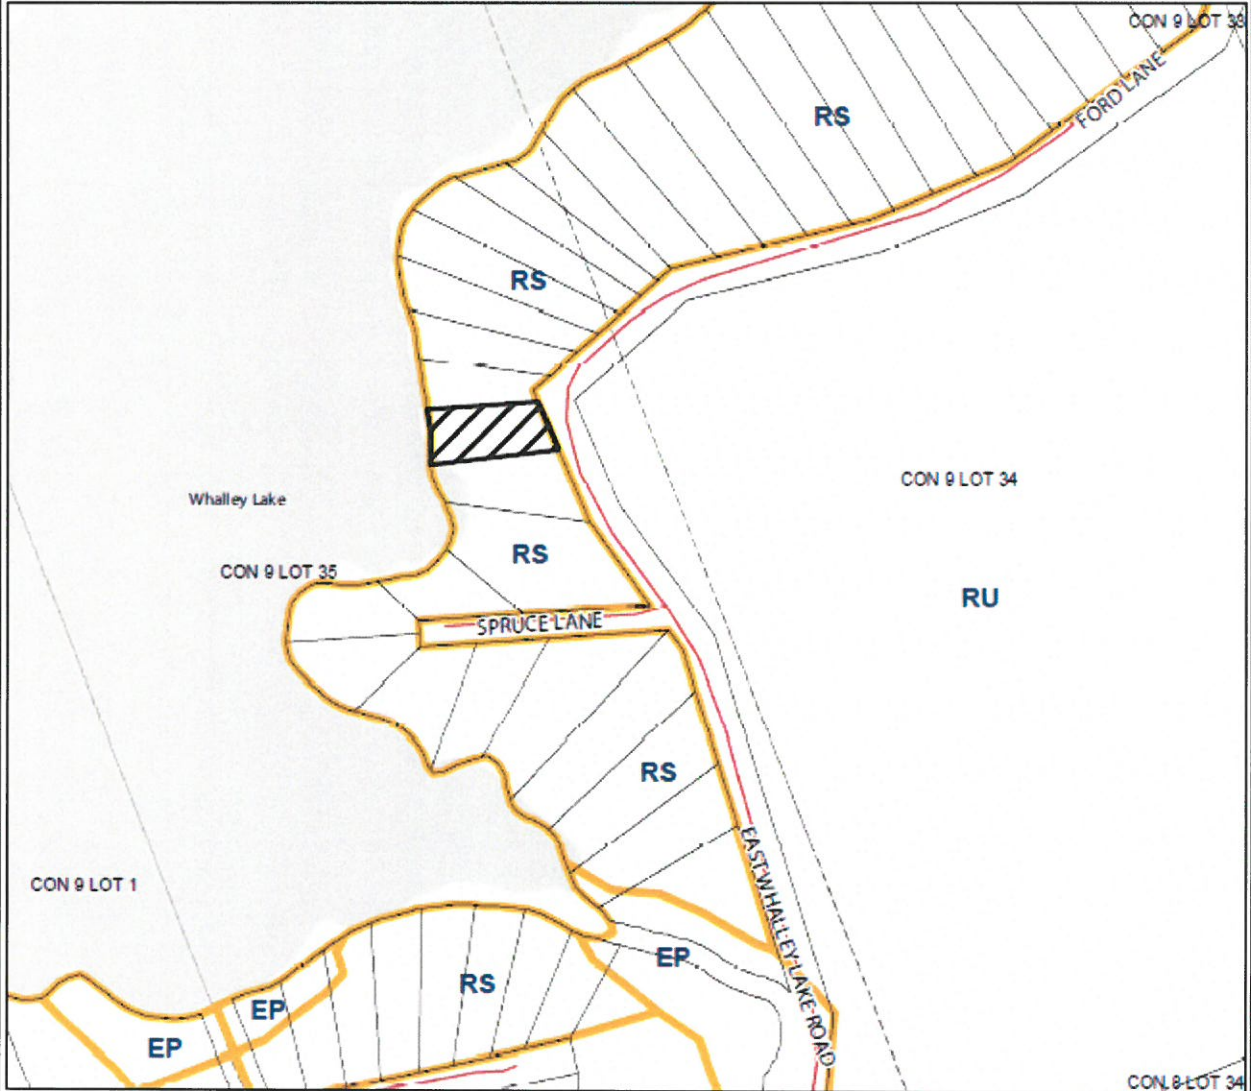 CON 9 LOT 33
RS
FORD LANE
RS
CON 9 LOT 34
Whalley Lake
RS
CON 9 LOT 35
RU
SPRUCE LANE
RS
CON 9 LOT 1
EAST WHALLEY LAKE ROAD
EP
RS
EP
EP
CON 8 LOT 34